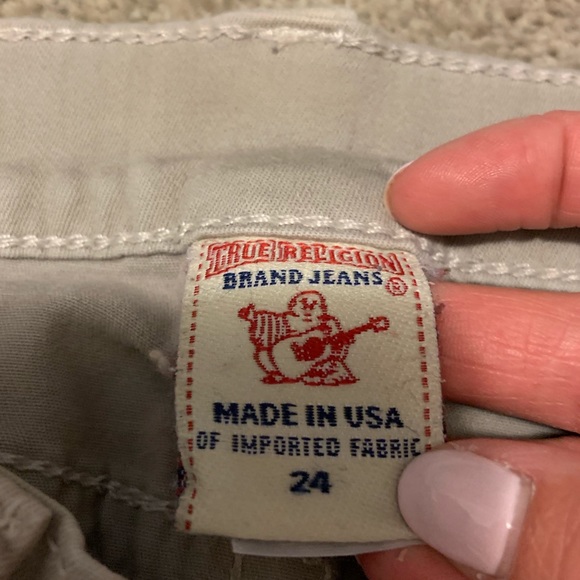 TRUE RELIGION
BRAND JEANS ®
MADE IN USA
OF IMPORTED FABRIC
24